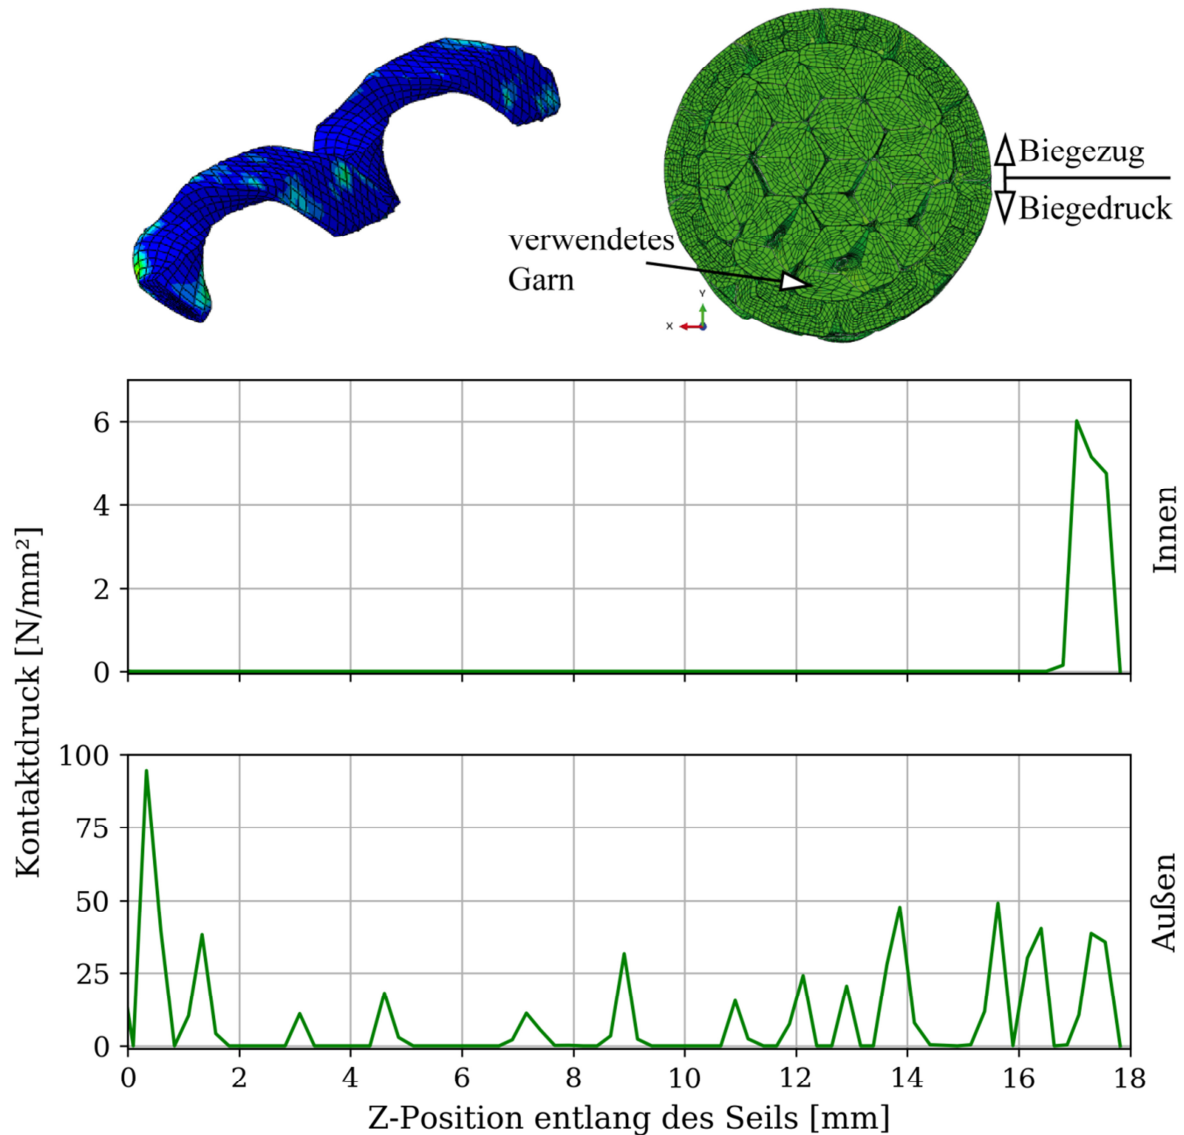 Biegezug
Biegedruck
verwendetes
Garn
Y
X
Kontaktdruck [N/mm²]
6
4
2
0
Innen
100
75
50
25
0
Außen
0 2 4 6 8 10 12 14 16 18
Z-Position entlang des Seils [mm]